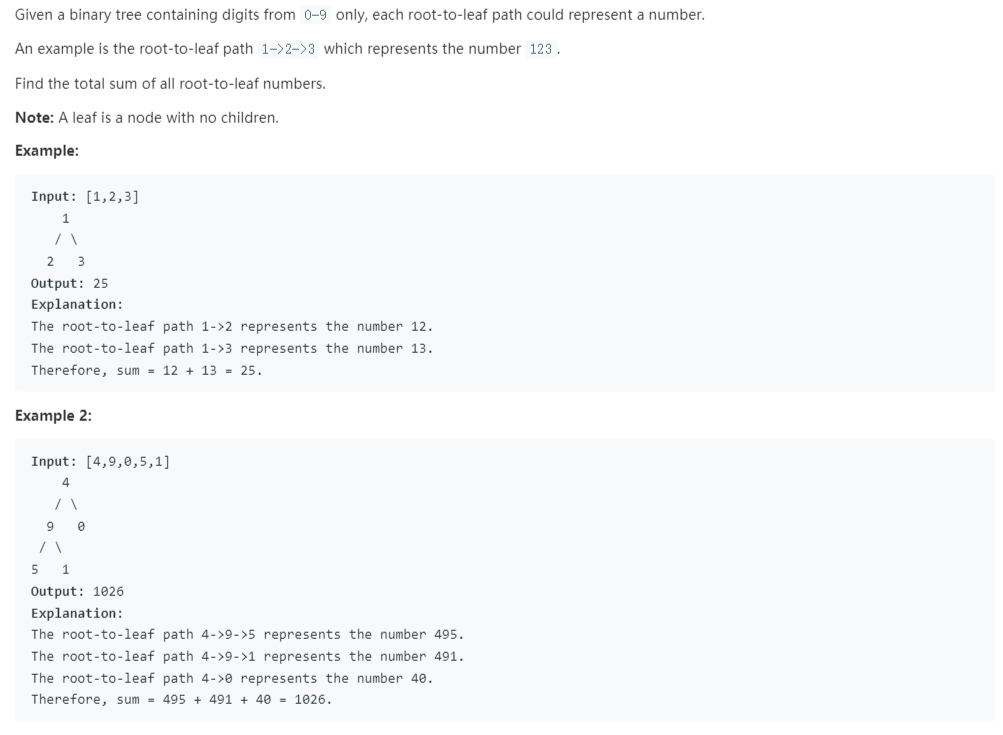 Given a binary tree containing digits from 0-9 only, each root-to-leaf path could represent a number.
An example is the root-to-leaf path 1->2->3 which represents the number 123.
Find the total sum of all root-to-leaf numbers.
Note: A leaf is a node with no children.
Example:
Input: [1,2,3]
    1
   / \
  2   3
Output: 25
Explanation:
The root-to-leaf path 1->2 represents the number 12.
The root-to-leaf path 1->3 represents the number 13.
Therefore, sum = 12 + 13 = 25.
Example 2:
Input: [4,9,0,5,1]
    4
   / \
  9   0
 / \
5   1
Output: 1026
Explanation:
The root-to-leaf path 4->9->5 represents the number 495.
The root-to-leaf path 4->9->1 represents the number 491.
The root-to-leaf path 4->0 represents the number 40.
Therefore, sum = 495 + 491 + 40 = 1026.